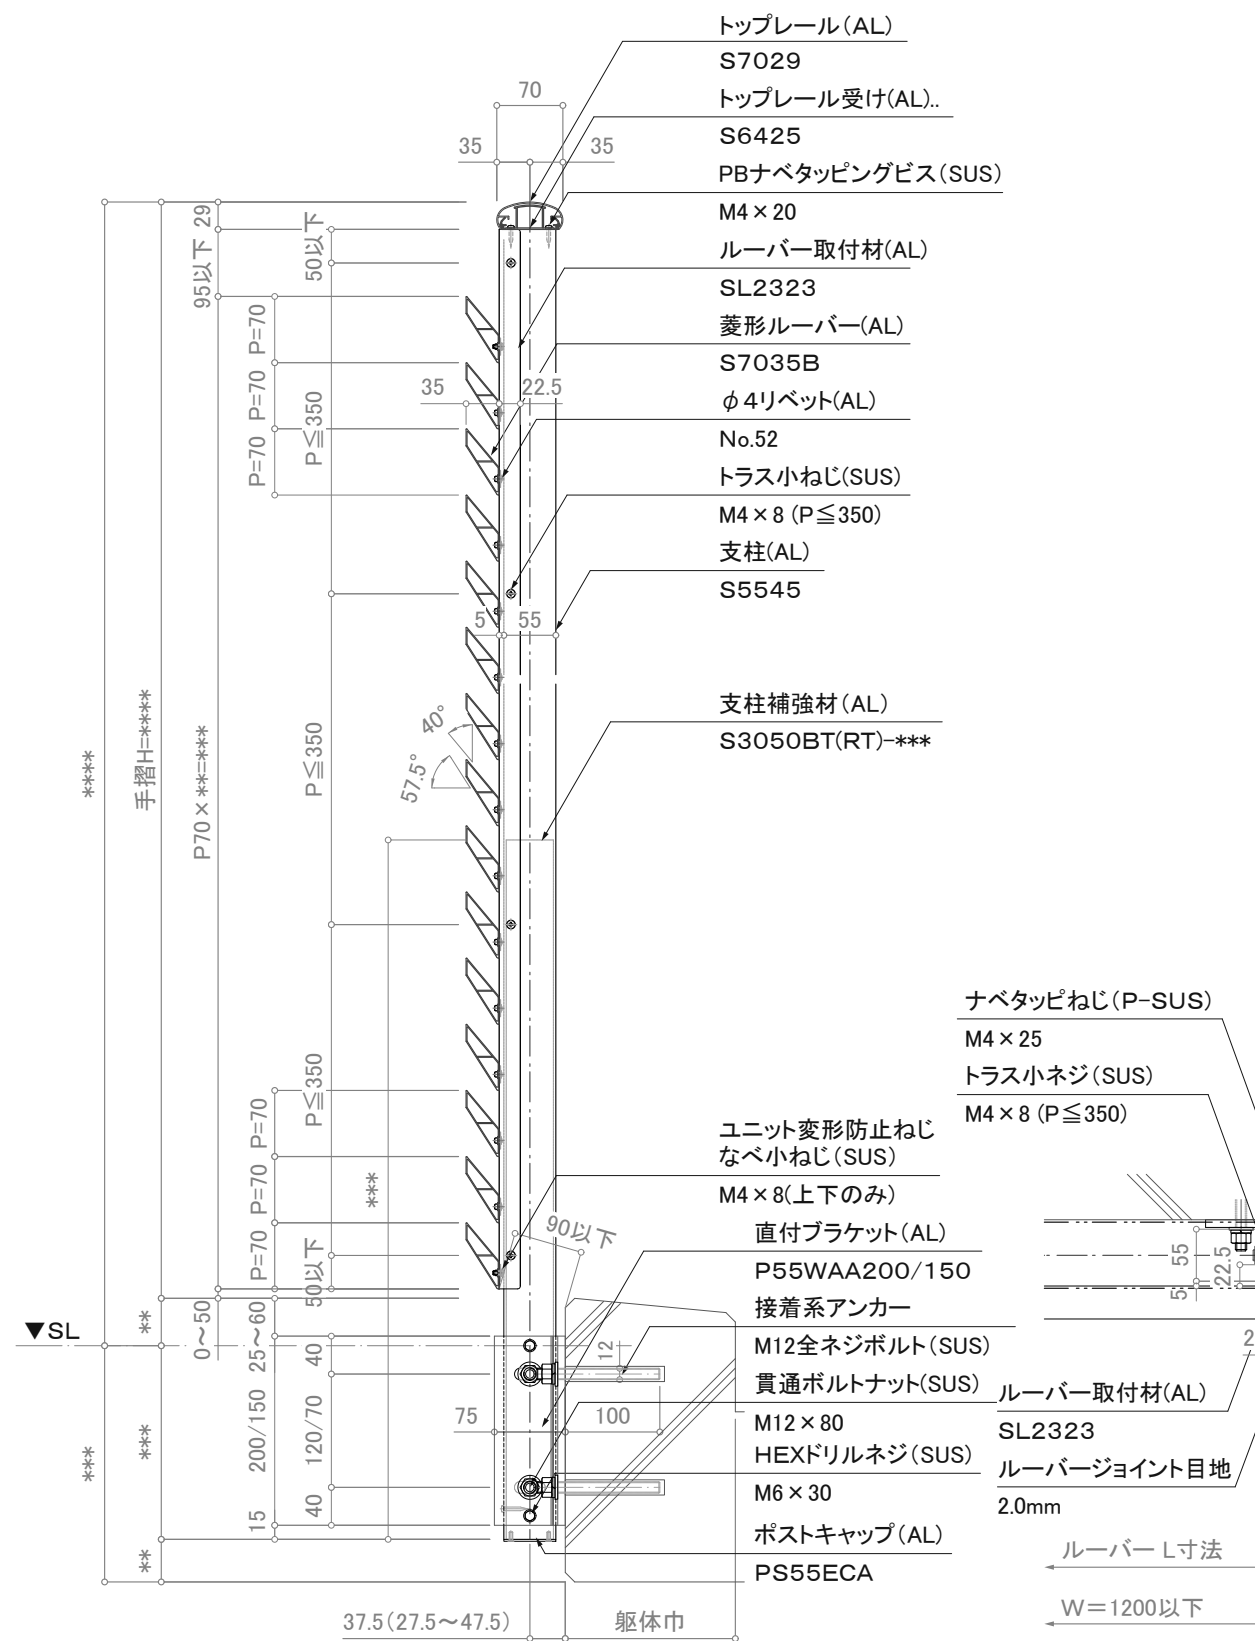 トップレール(AL)
S7029
トップレール受け(AL)..
S6425
PBナベタッピングビス(SUS)
M4×20
ルーバー取付材(AL)
SL2323
菱形ルーバー(AL)
S7035B
φ4リベット(AL)
No.52
トラス小ねじ(SUS)
M4×8 (P≦350)
支柱(AL)
S5545
支柱補強材(AL)
S3050BT(RT)-***
70
35
35
29
95以下
50以下
P=70
P=70
P=70
P≦350
35
22.5
5
55
40°
57.5°
****
手摺H=****
P70×**=****
P≦350
P≦350
***
P=70
P=70
P=70
50以下
ナベタッピねじ(P-SUS)
M4×25
トラス小ネジ(SUS)
M4×8 (P≦350)
ユニット変形防止ねじ
なべ小ねじ(SUS)
M4×8(上下のみ)
90以下
直付ブラケット(AL)
P55WAA200/150
接着系アンカー
M12全ネジボルト(SUS)
貫通ボルトナット(SUS)
M12×80
HEXドリルネジ(SUS)
M6×30
ポストキャップ(AL)
PS55ECA
▼SL
**
0～50
25～60
40
12
75
100
200/150
120/70
***
***
15
40
**
37.5(27.5～47.5)
躯体巾
55
22.5
5
2
ルーバー取付材(AL)
SL2323
ルーバージョイント目地
2.0mm
ルーバー L寸法
W＝1200以下